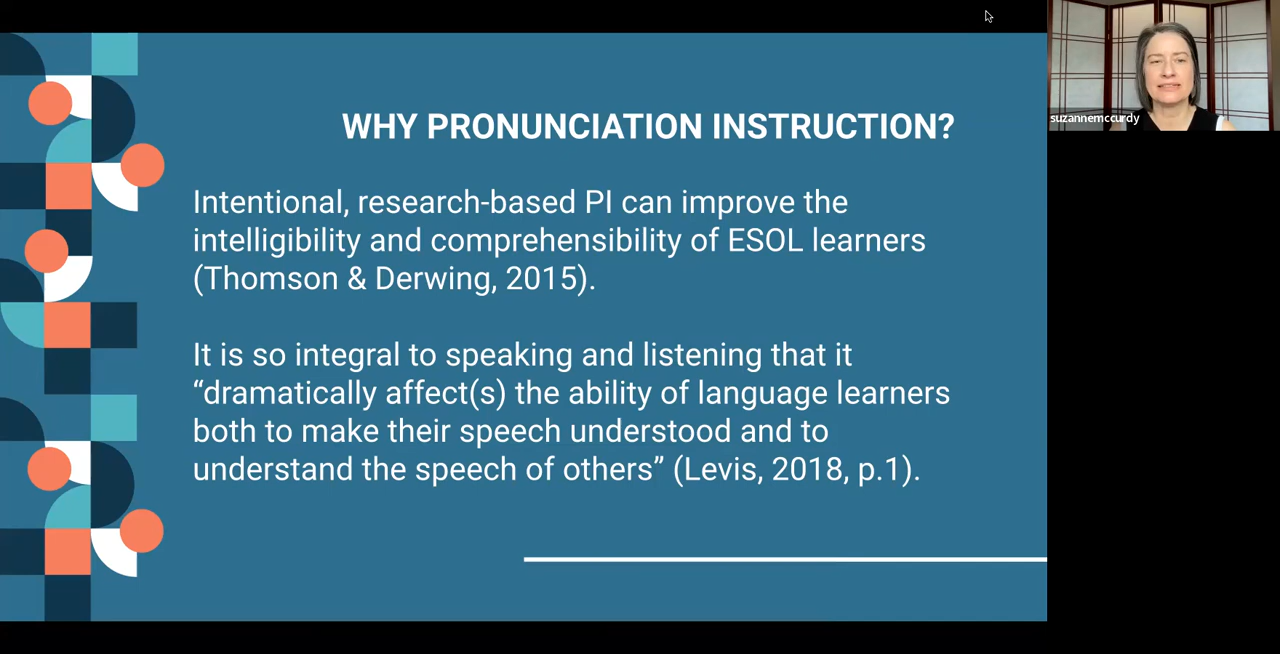 WHY PRONUNCIATION INSTRUCTION?
Intentional, research-based PI can improve the
intelligibility and comprehensibility of ESOL learners
(Thomson & Derwing, 2015).
It is so integral to speaking and listening that it
“dramatically affect(s) the ability of language learners
both to make their speech understood and to
understand the speech of others” (Levis, 2018, p.1).
suzannemccurdy